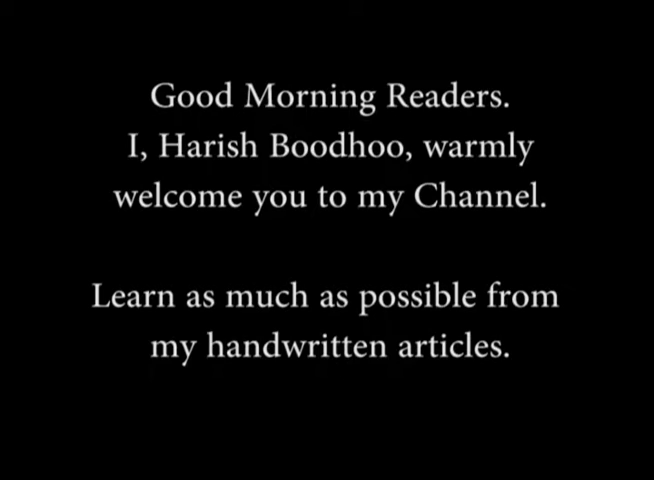 Good Morning Readers.
I, Harish Boodhoo, warmly
welcome you to my Channel.
Learn as much as possible from
my handwritten articles.